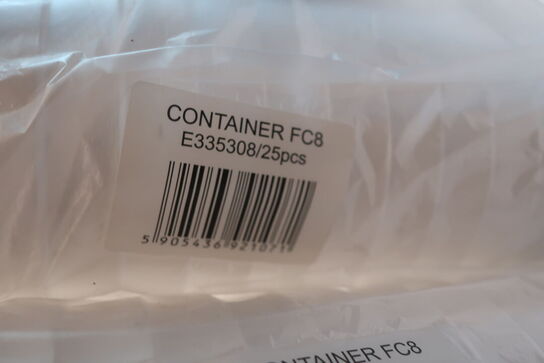 CONTAINER FC8
E335308/25pcs
5 905436 921071
CONTAINER FC8